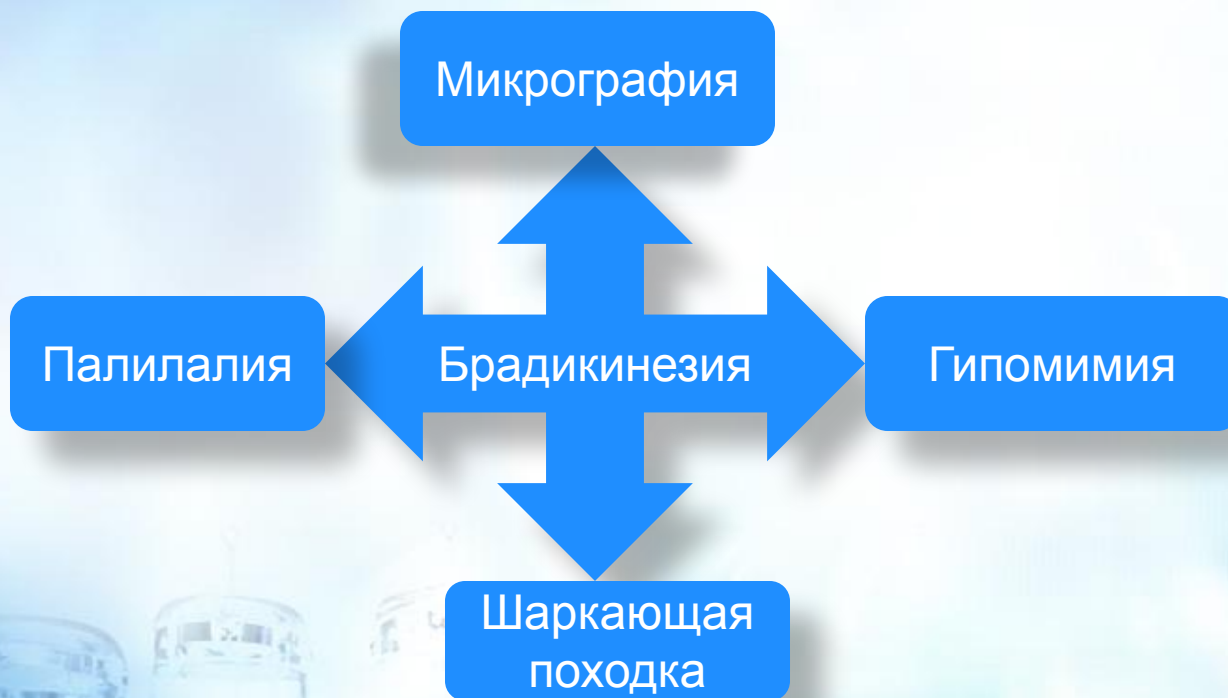 Микрография
Палилалия
Брадикинезия
Гипомимия
Шаркающая
походка